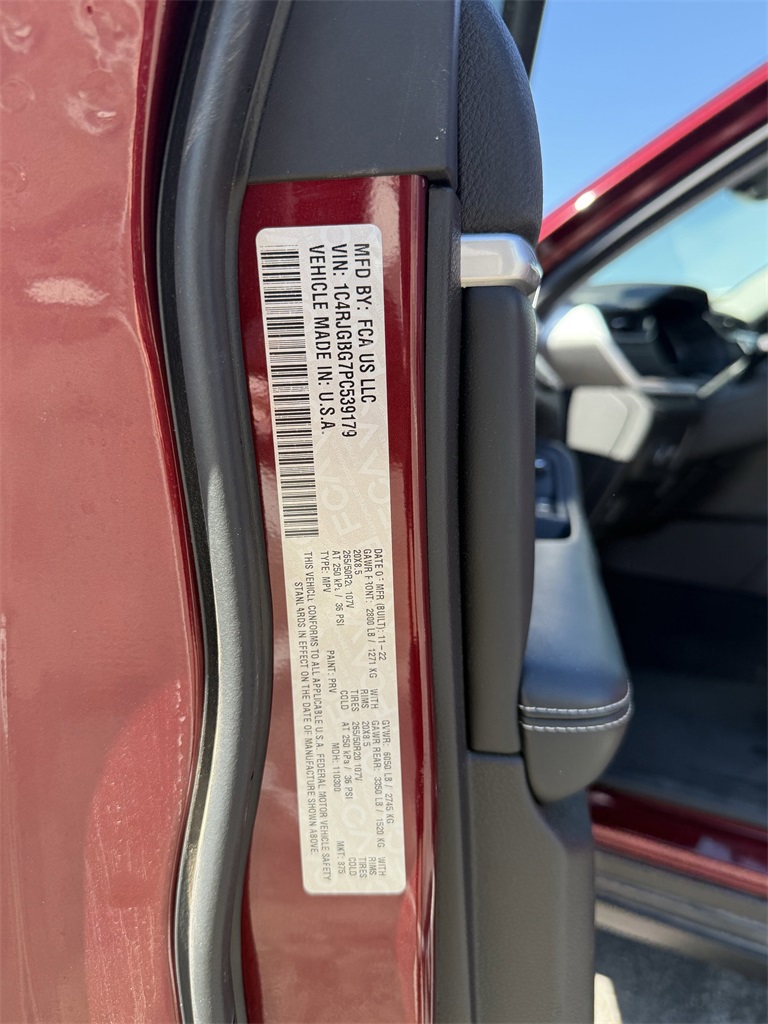 MFD BY: FCA US LLC
VIN: 1C4RJGBG7PC539179
VEHICLE MADE IN: U.S.A.
DATE OF MFR (BUILT): 11-22 GVWR: 6050 LB / 2745 KG
GAWR FRONT: 2800 LB / 1271 KG WITH GAWR REAR: 3350 LB / 1520 KG WITH
20X8.5 RIMS 20X8.5 RIMS
265/50R20 107V TIRES 265/50R20 107V TIRES
AT 250 kPa / 36 PSI COLD AT 250 kPa / 36 PSI COLD
TYPE: MPV PAINT: PRV MDH: 110300 MKT: 375
THIS VEHICLE CONFORMS TO ALL APPLICABLE U.S.A. FEDERAL MOTOR VEHICLE SAFETY
STANDARDS IN EFFECT ON THE DATE OF MANUFACTURE SHOWN ABOVE.